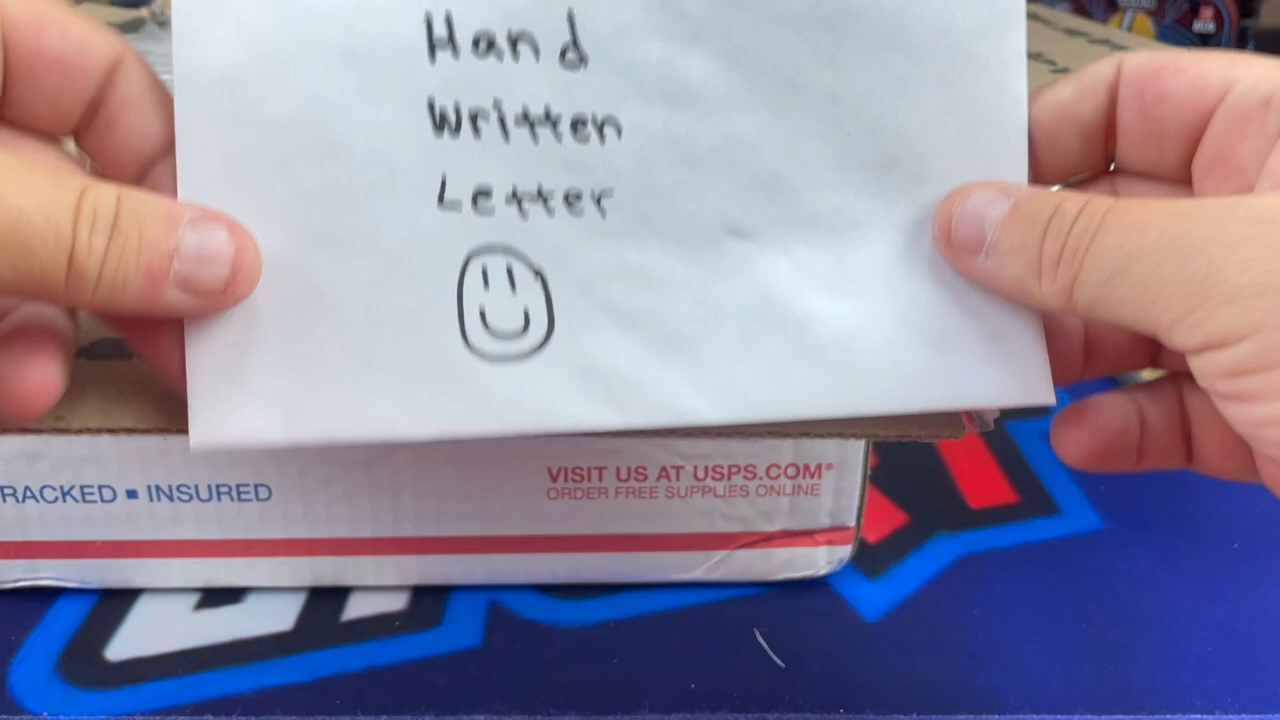 Hand
Written
Letter
RACKED ▪ INSURED
VISIT US AT USPS.COM®
ORDER FREE SUPPLIES ONLINE